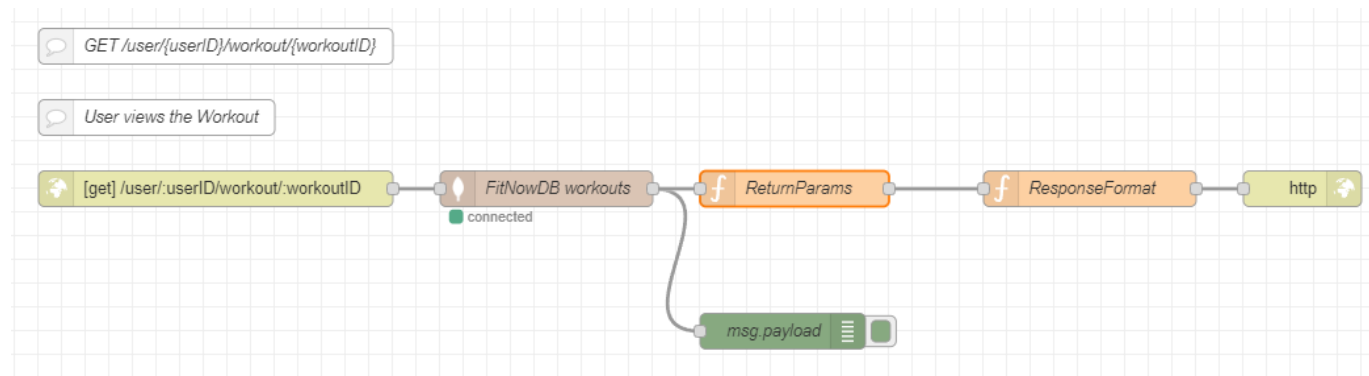 GET /user/{userID}/workout/{workoutID}
User views the Workout
[get] /user/:userID/workout/:workoutID
FitNowDB workouts
ReturnParams
ResponseFormat
http
connected
msg.payload